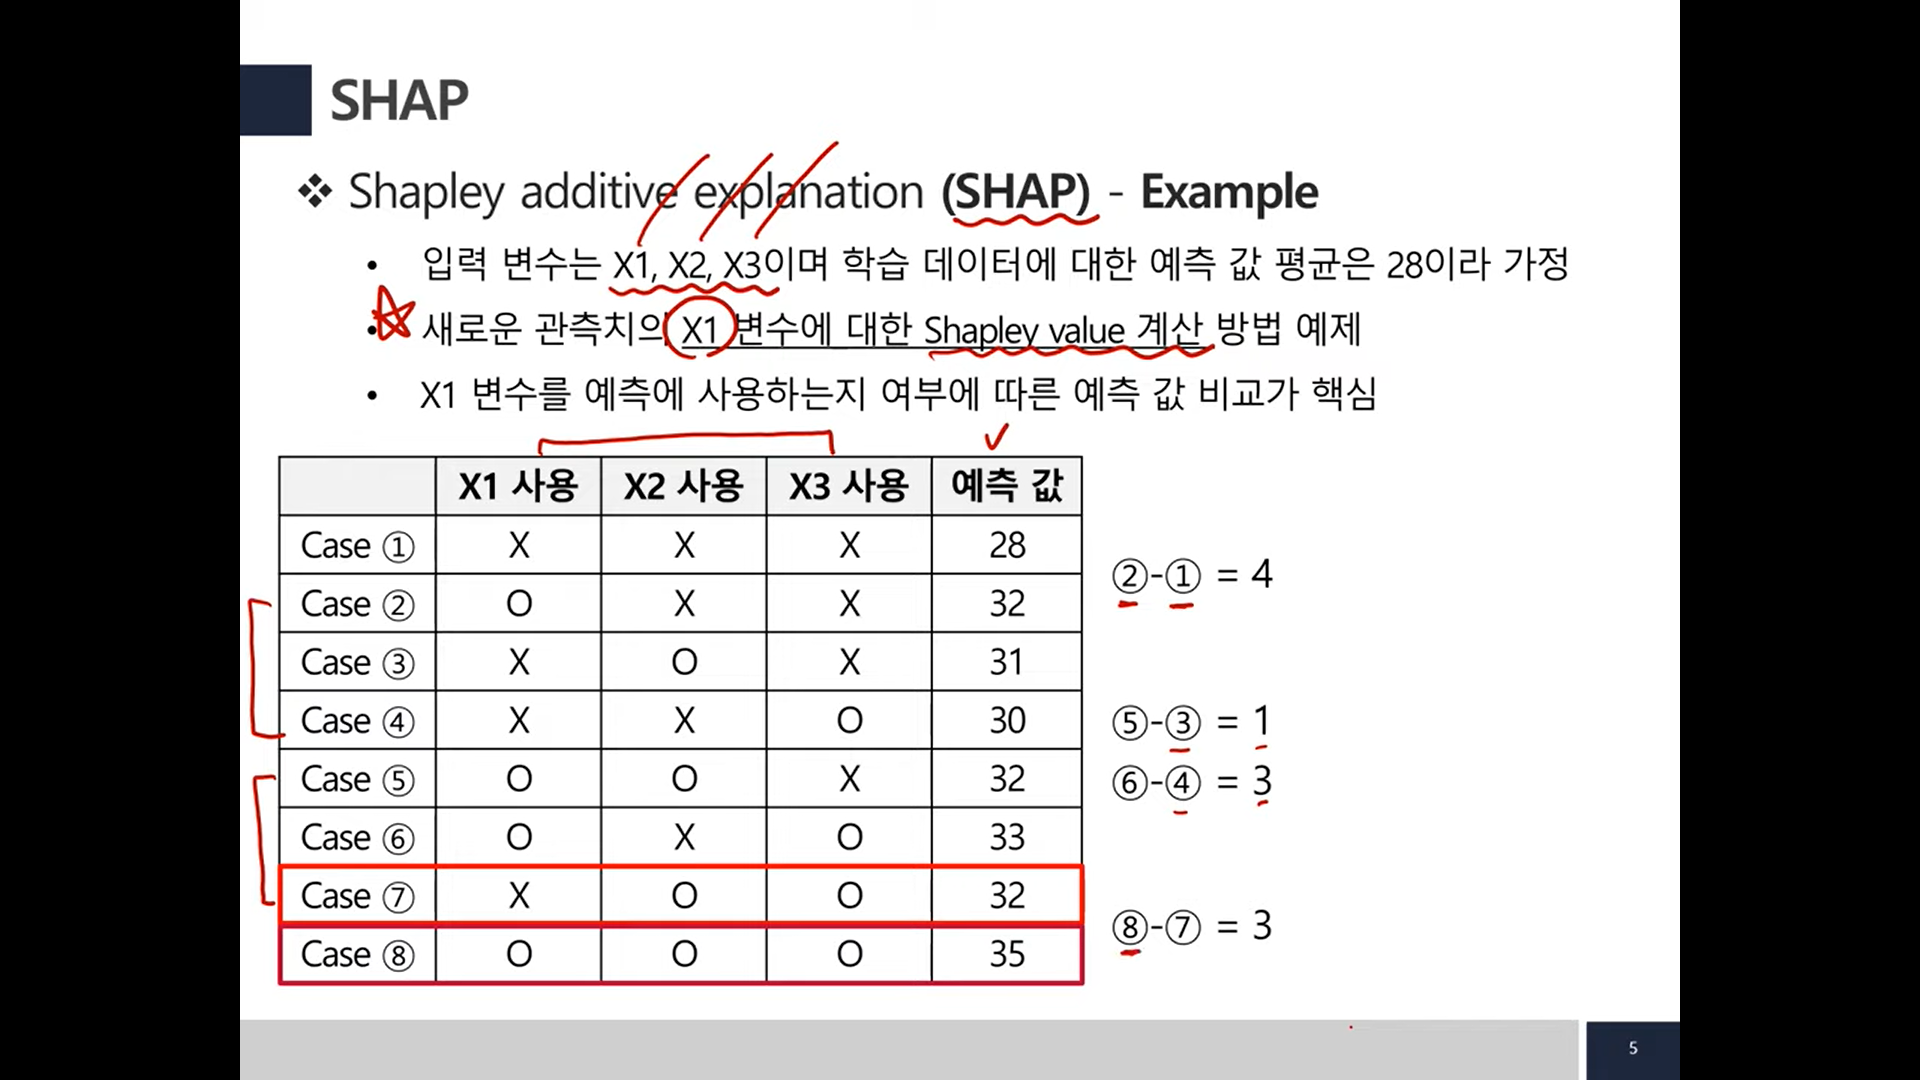 SHAP
❖ Shapley additive explanation (SHAP) - Example
• 입력 변수는 X1, X2, X3이며 학습 데이터에 대한 예측 값 평균은 28이라 가정
• 새로운 관측치의 X1 변수에 대한 Shapley value 계산 방법 예제
• X1 변수를 예측에 사용하는지 여부에 따른 예측 값 비교가 핵심
X1 사용 X2 사용 X3 사용 예측 값
Case ① X X X 28
②-① = 4
Case ② O X X 32
Case ③ X O X 31
Case ④ X X O 30 ⑤-③ = 1
Case ⑤ O O X 32 ⑥-④ = 3
Case ⑥ O X O 33
Case ⑦ X O O 32
⑧-⑦ = 3
Case ⑧ O O O 35
5